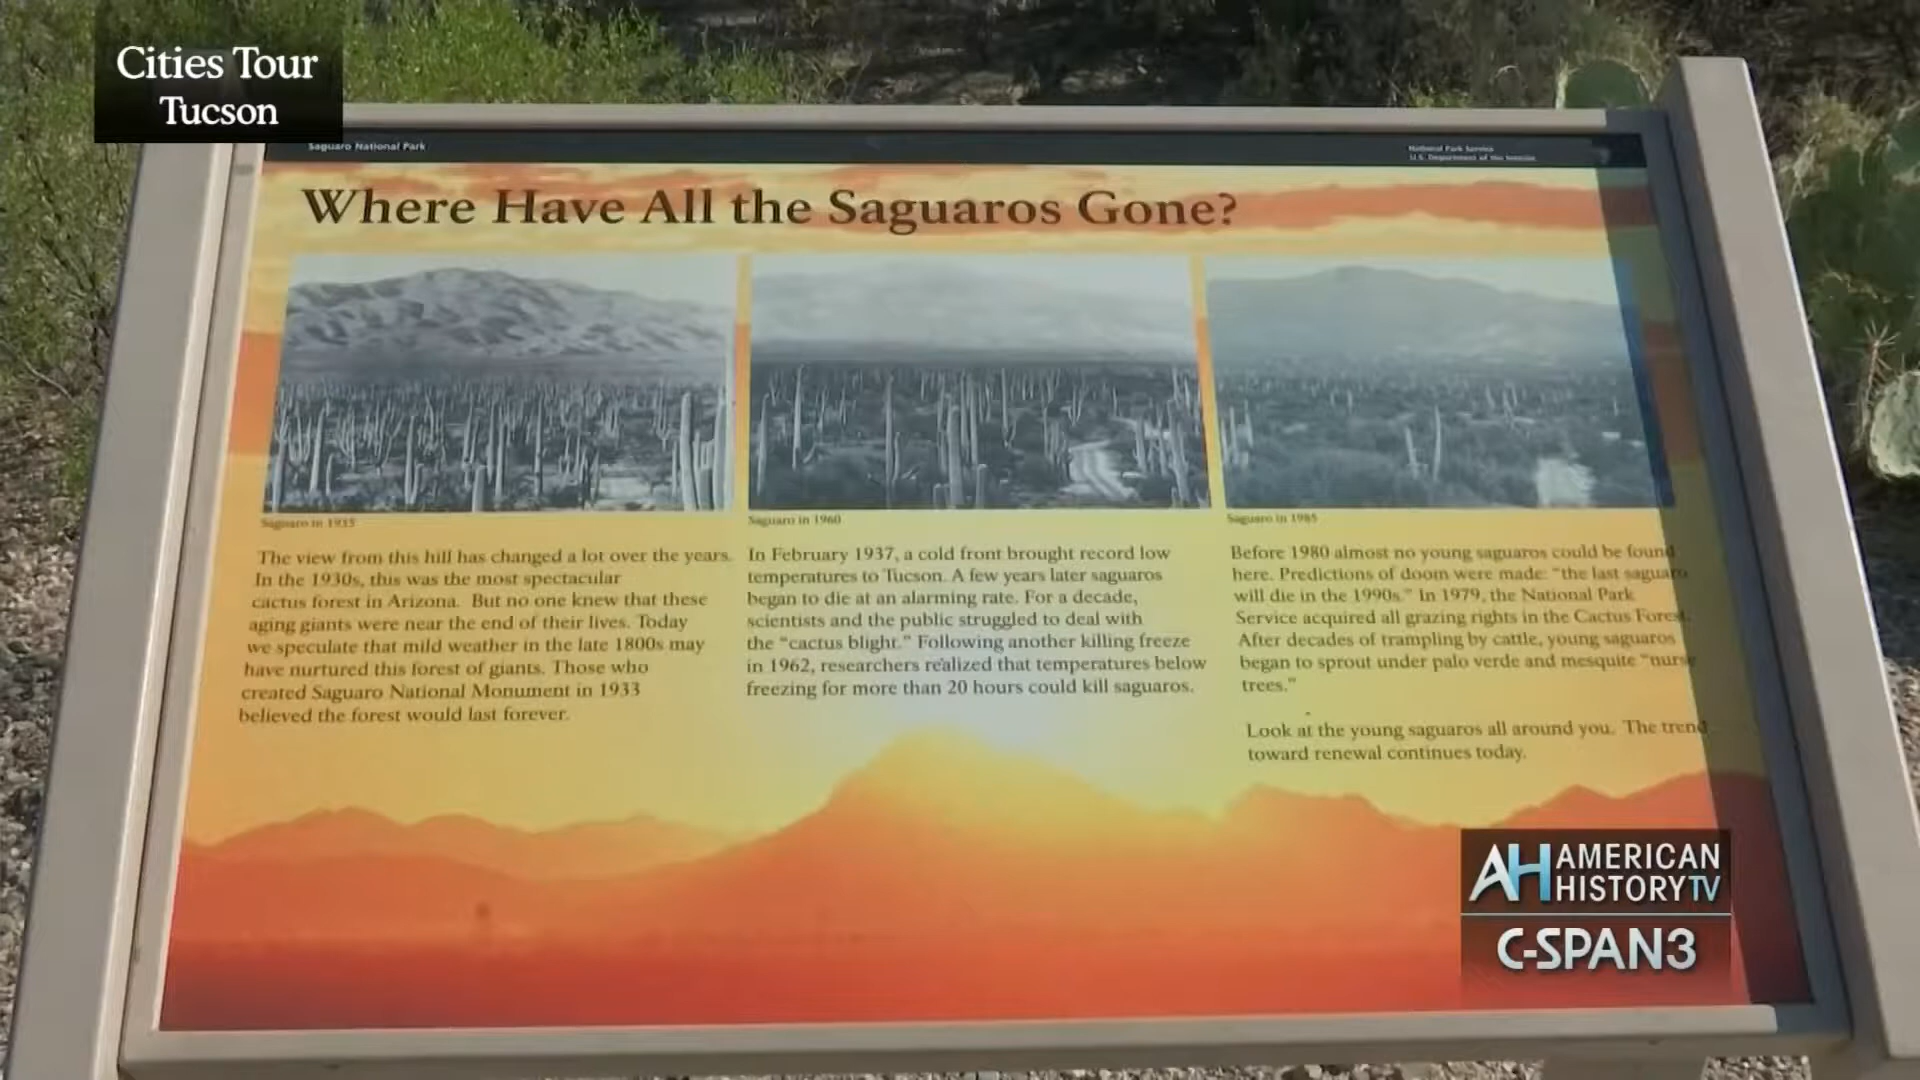 Cities Tour
Tucson
Saguaro National Park
National Park Service
U.S. Department of the Interior
Where Have All the Saguaros Gone?
Saguaro in 1935
The view from this hill has changed a lot over the years.
In the 1930s, this was the most spectacular
cactus forest in Arizona. But no one knew that these
aging giants were near the end of their lives. Today
we speculate that mild weather in the late 1800s may
have nurtured this forest of giants. Those who
created Saguaro National Monument in 1933
believed the forest would last forever.
Saguaro in 1960
In February 1937, a cold front brought record low
temperatures to Tucson. A few years later saguaros
began to die at an alarming rate. For a decade,
scientists and the public struggled to deal with
the “cactus blight.” Following another killing freeze
in 1962, researchers realized that temperatures below
freezing for more than 20 hours could kill saguaros.
Saguaro in 1985
Before 1980 almost no young saguaros could be found
here. Predictions of doom were made: “the last saguaro
will die in the 1990s.” In 1979, the National Park
Service acquired all grazing rights in the Cactus Forest.
After decades of trampling by cattle, young saguaros
began to sprout under palo verde and mesquite “nurse
trees.”
Look at the young saguaros all around you. The trend
toward renewal continues today.
AH AMERICAN
HISTORY TV
C-SPAN3